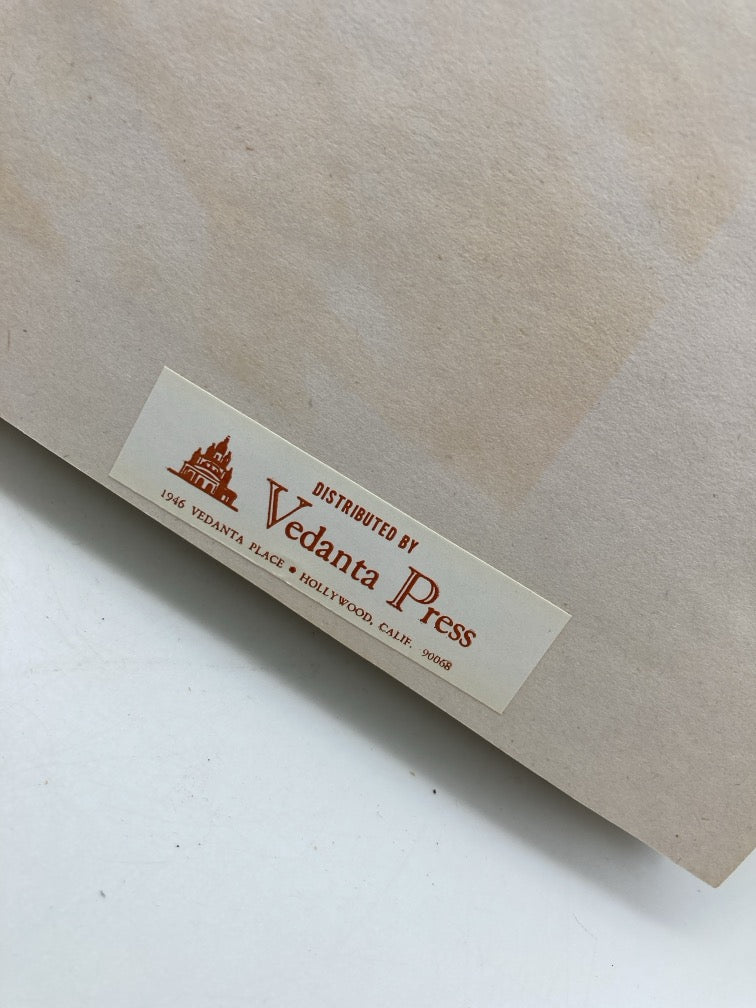 DISTRIBUTED BY
Vedanta Press
1946 VEDANTA PLACE • HOLLYWOOD, CALIF. 90068